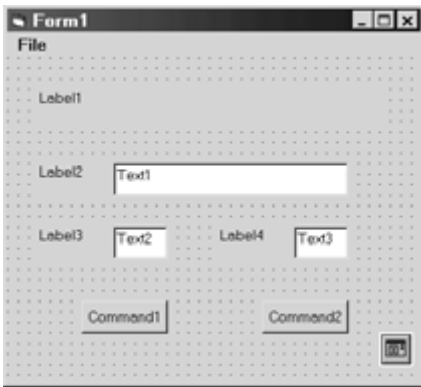 Form1
File
Label1
Label2 Text1
Label3 Text2 Label4 Text3
Command1 Command2